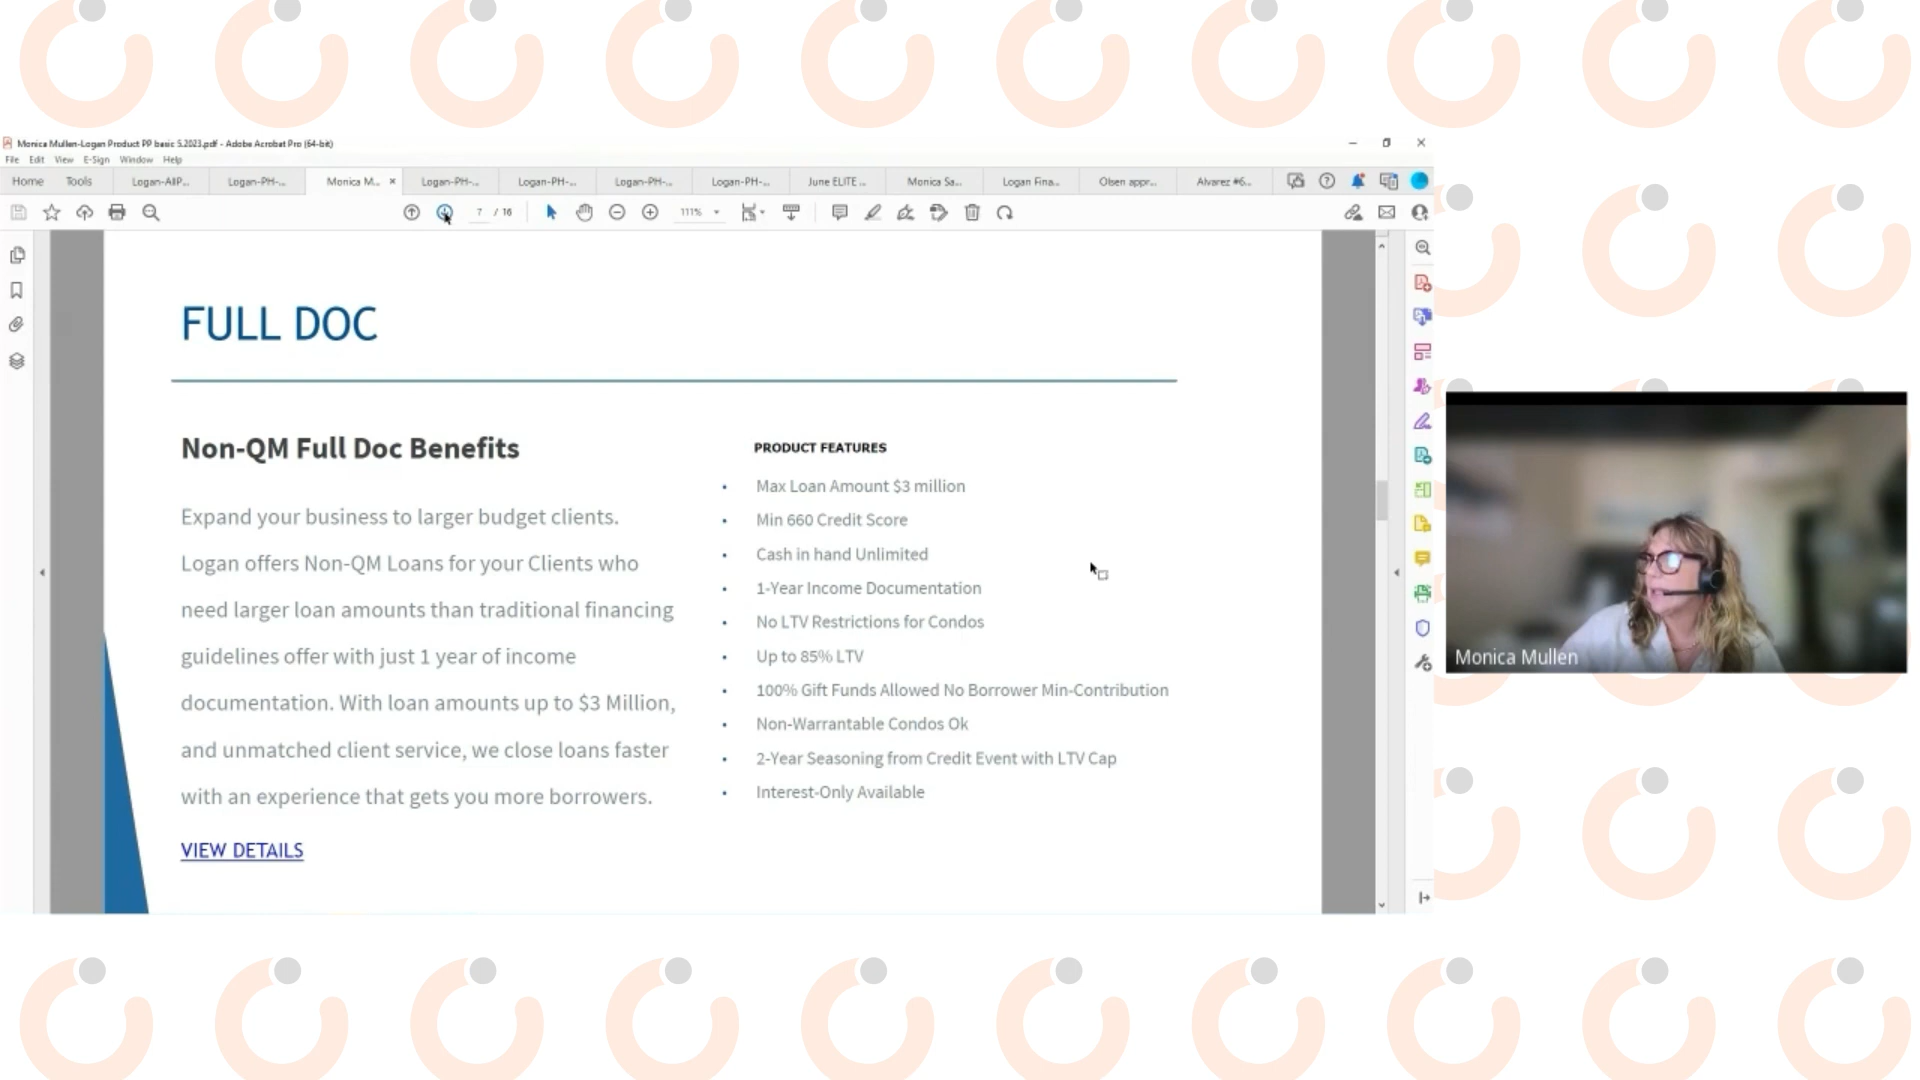 Monica Mullen-Logan Product PP basic 5.2023.pdf - Adobe Acrobat Pro (64-bit)
File Edit View E-Sign Window Help
Home Tools Logan-AllP... Logan-PH-... Monica M... × Logan-PH-... Logan-PH-... Logan-PH-... Logan-PH-... June ELITE ... Monica Sa... Logan Fina... Olsen appr... Alvarez #6...
7 / 16 111%
FULL DOC
Non-QM Full Doc Benefits
Expand your business to larger budget clients.
Logan offers Non-QM Loans for your Clients who
need larger loan amounts than traditional financing
guidelines offer with just 1 year of income
documentation. With loan amounts up to $3 Million,
and unmatched client service, we close loans faster
with an experience that gets you more borrowers.
VIEW DETAILS
PRODUCT FEATURES
• Max Loan Amount $3 million
• Min 660 Credit Score
• Cash in hand Unlimited
• 1-Year Income Documentation
• No LTV Restrictions for Condos
• Up to 85% LTV
• 100% Gift Funds Allowed No Borrower Min-Contribution
• Non-Warrantable Condos Ok
• 2-Year Seasoning from Credit Event with LTV Cap
• Interest-Only Available
Monica Mullen